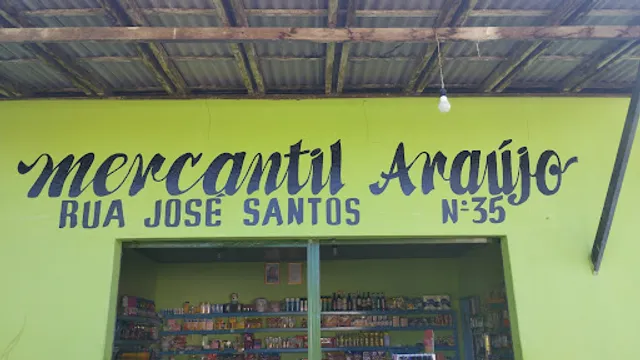 mercantil Araújo
RUA JOSÉ SANTOS Nº 35